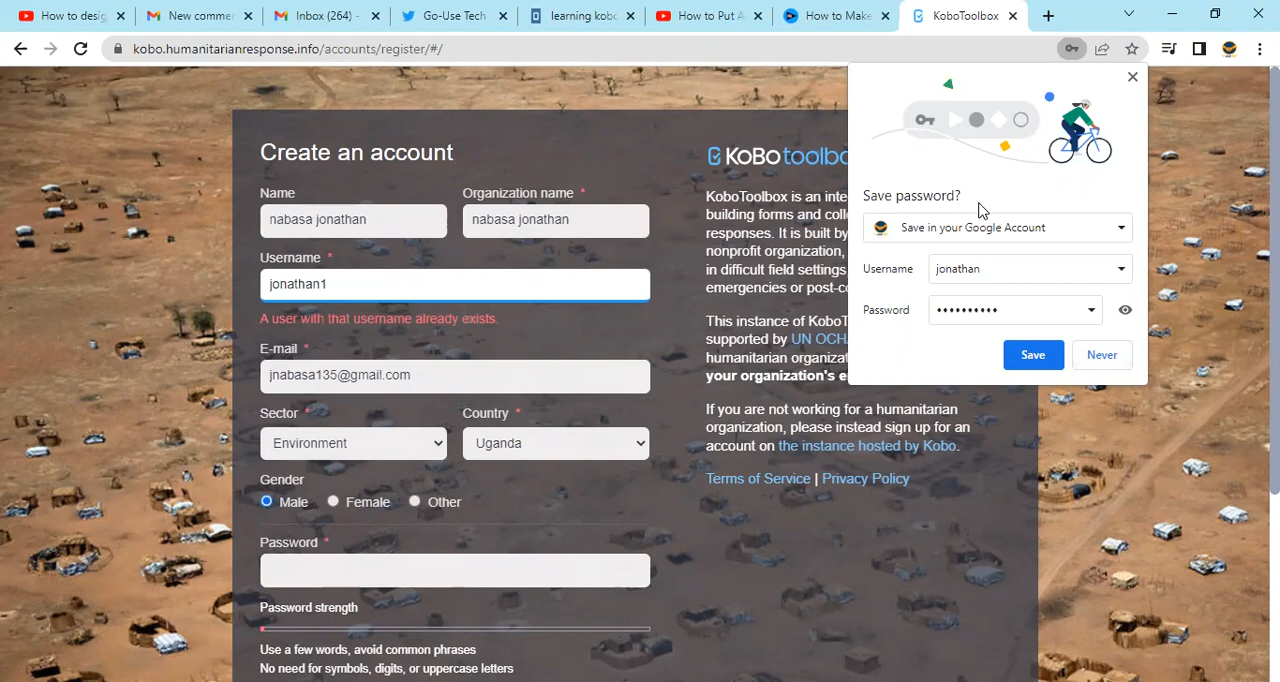 How to desig
New commer
Inbox (264) -
Go-Use Tech
learning kobo
How to Put A
How to Make
KoBoToolbox
kobo.humanitarianresponse.info/accounts/register/#/
Create an account
Name
Organization name *
nabasa jonathan
nabasa jonathan
Username *
jonathan1
A user with that username already exists.
E-mail *
jnabasa135@gmail.com
Sector *
Country *
Environment
Uganda
Gender
Male
Female
Other
Password *
Password strength
Use a few words, avoid common phrases
No need for symbols, digits, or uppercase letters
KoBotoolbo
KoboToolbox is an inte
building forms and coll
responses. It is built by
nonprofit organization,
in difficult field settings
emergencies or post-co
This instance of KoboT
supported by UN OCHA
humanitarian organizat
your organization's e
If you are not working for a humanitarian
organization, please instead sign up for an
account on the instance hosted by Kobo.
Terms of Service | Privacy Policy
Save password?
Save in your Google Account
Username
jonathan
Password
••••••••••
Save
Never